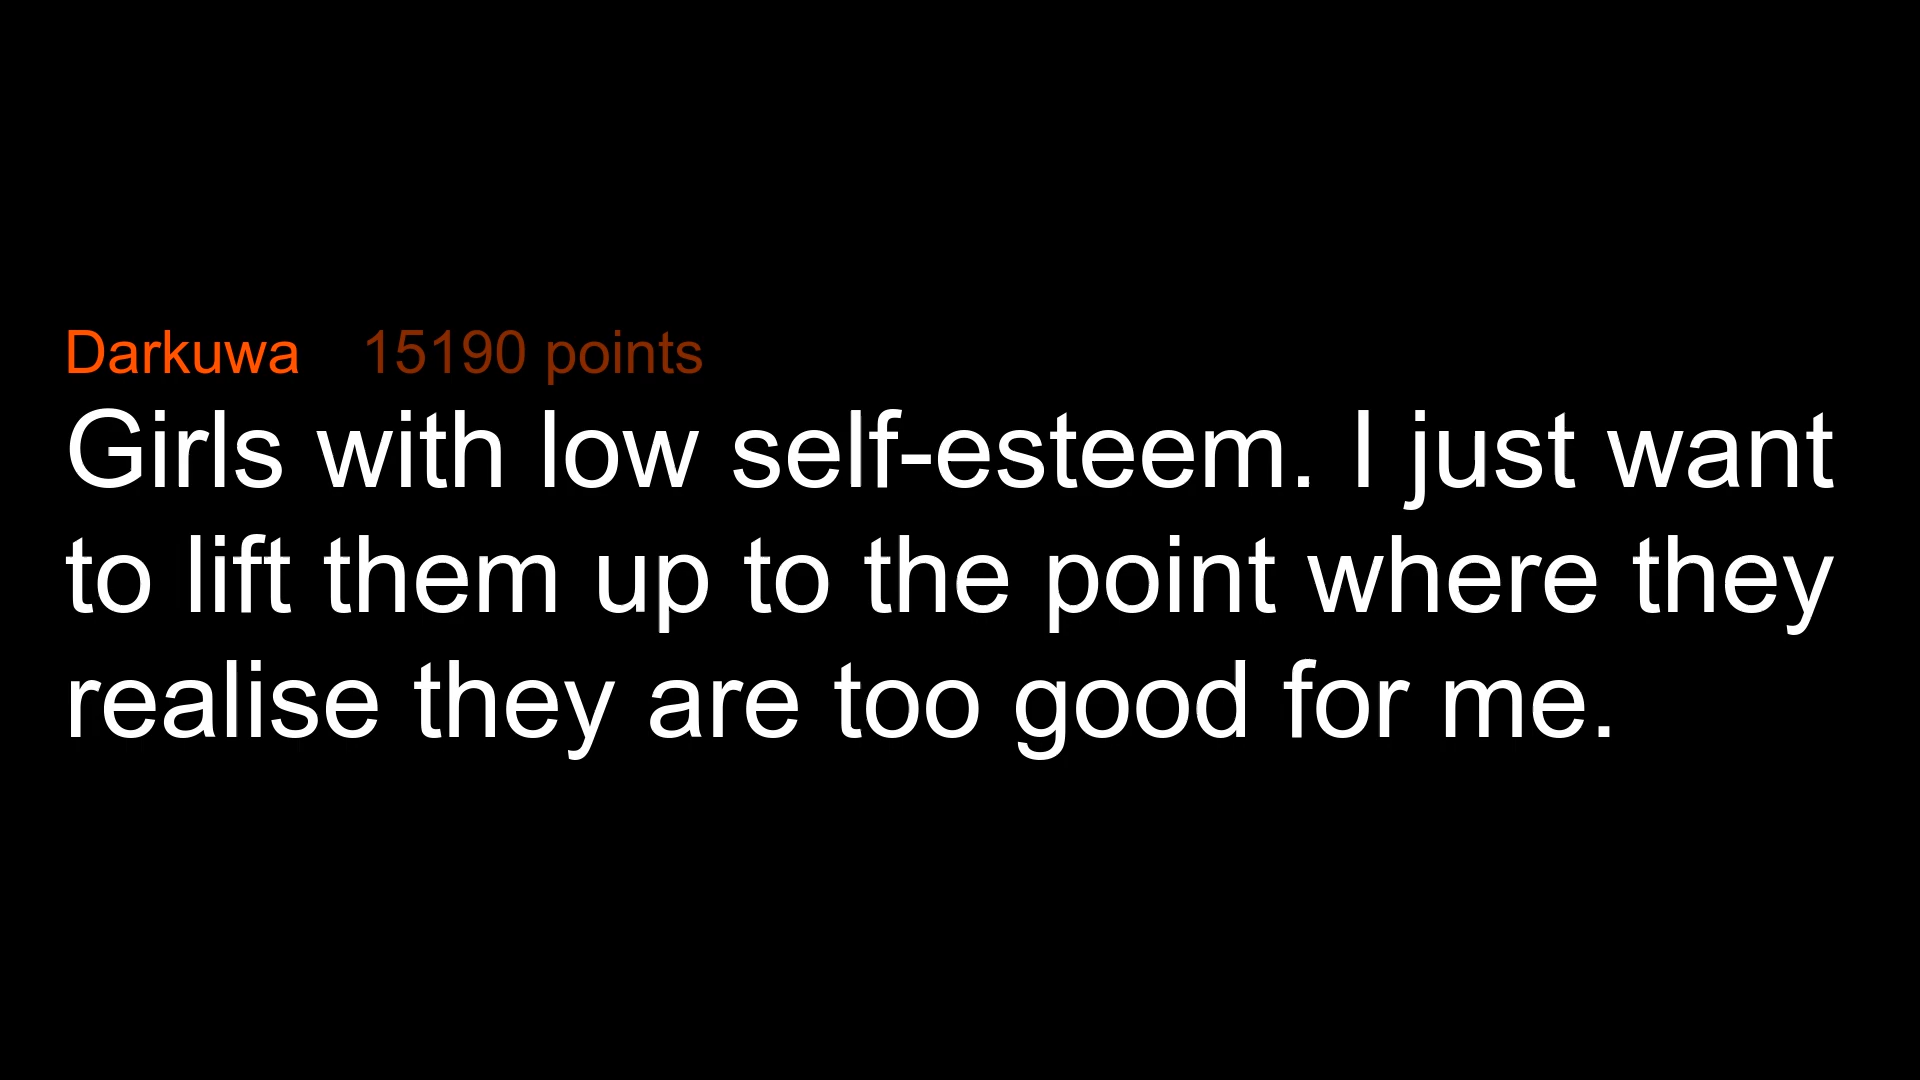 Darkuwa 15190 points
Girls with low self-esteem. I just want
to lift them up to the point where they
realise they are too good for me.